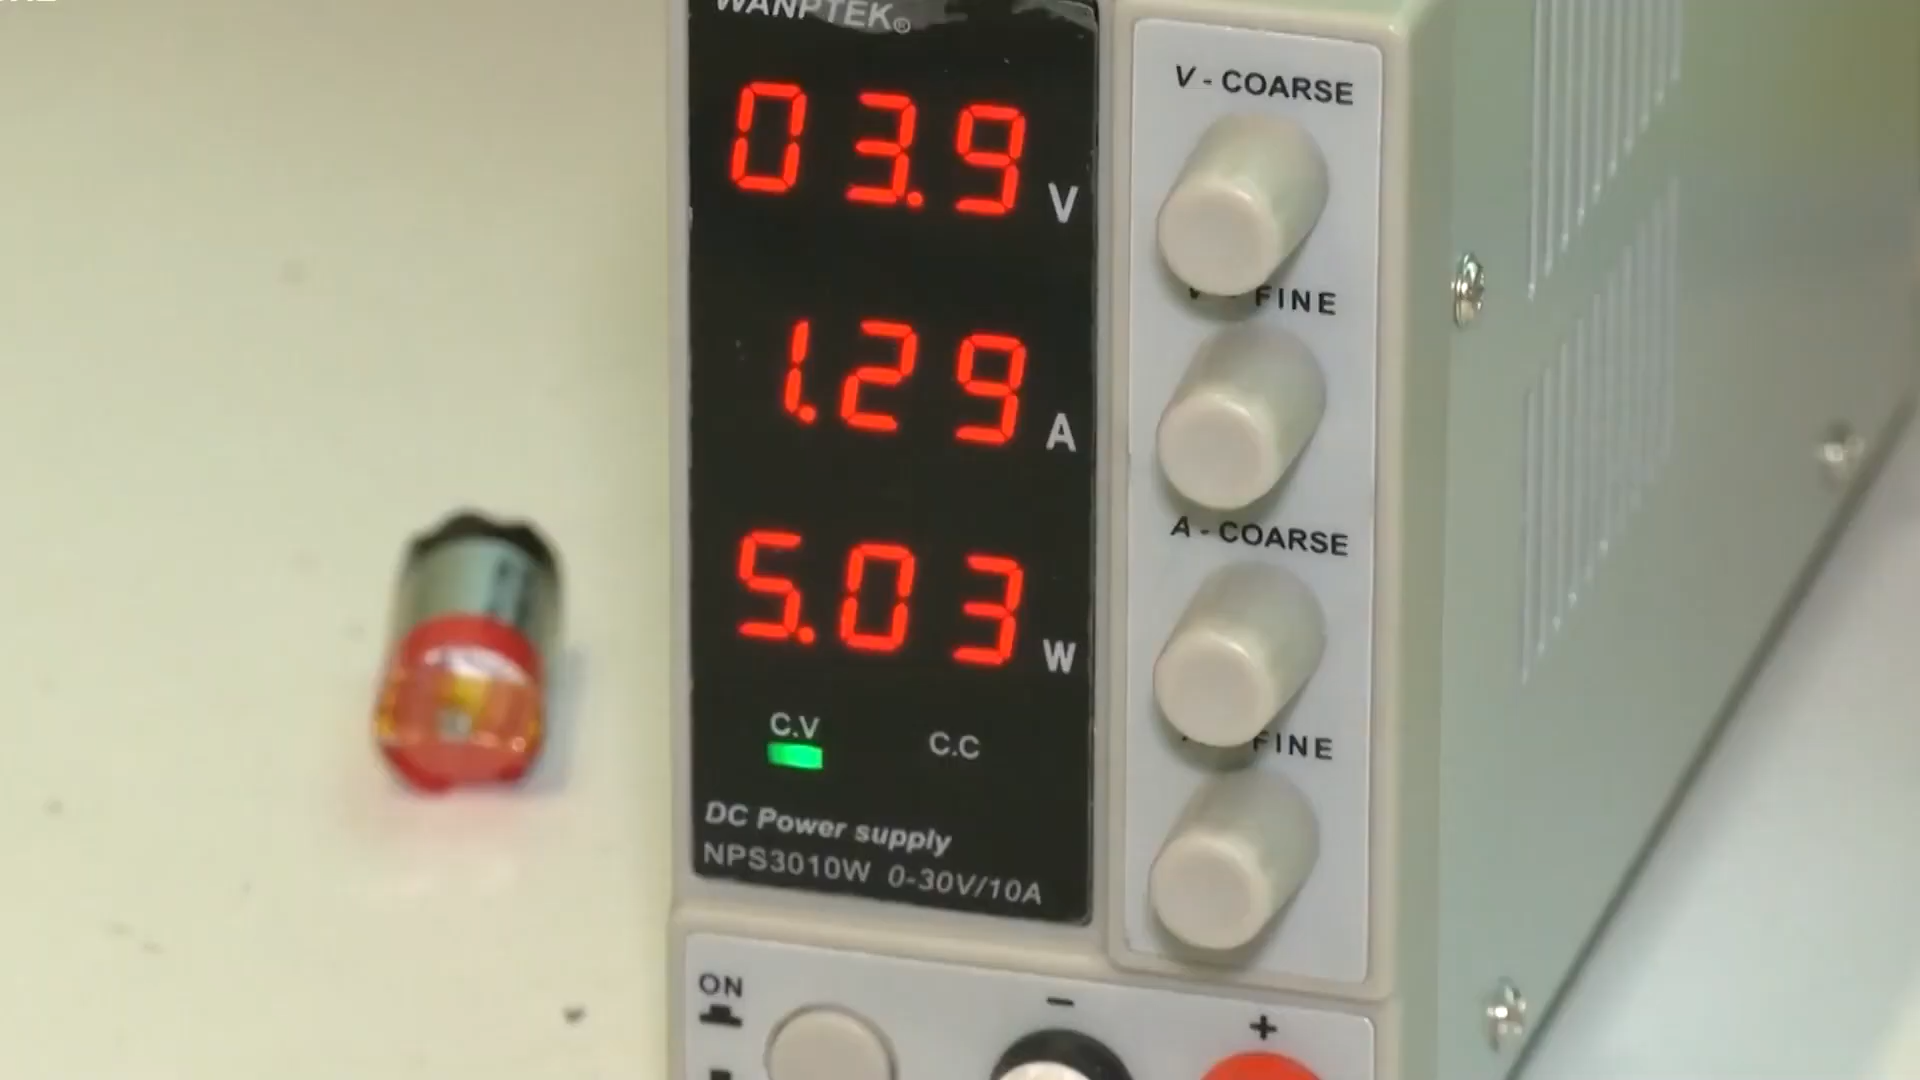 WANPTEK®
03.9 V
1.29 A
5.03 W
C.V C.C
DC Power supply
NPS3010W 0-30V/10A
V - COARSE
V - FINE
A - COARSE
FINE
ON
- +